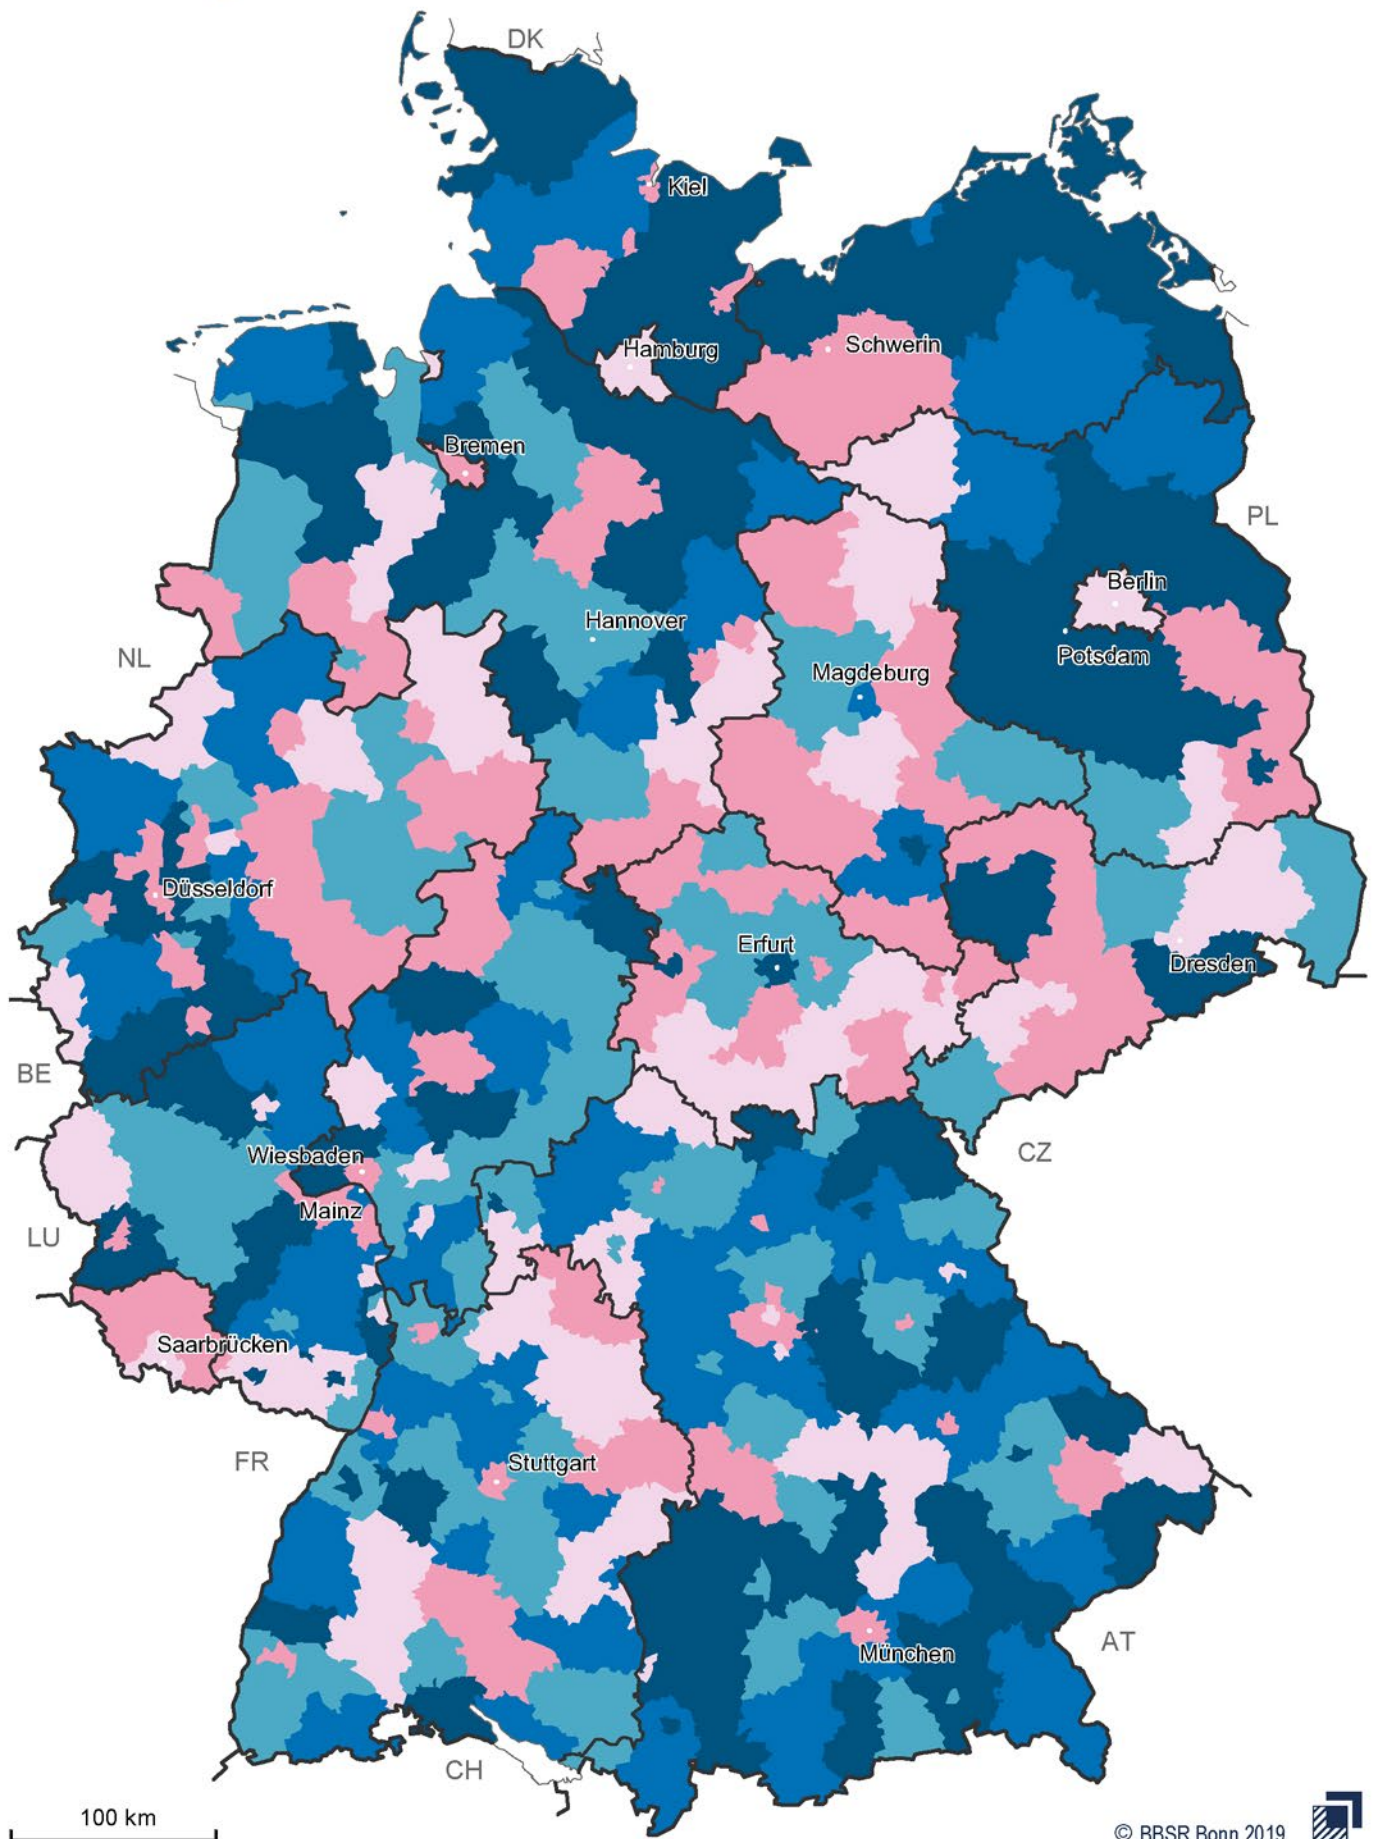 DK
Kiel
Hamburg
Schwerin
Bremen
PL
Berlin
Hannover
Potsdam
NL
Magdeburg
Düsseldorf
Erfurt
Dresden
BE
Wiesbaden
CZ
Mainz
LU
Saarbrücken
FR
Stuttgart
AT
München
CH
100 km
© BBSR Bonn 2019